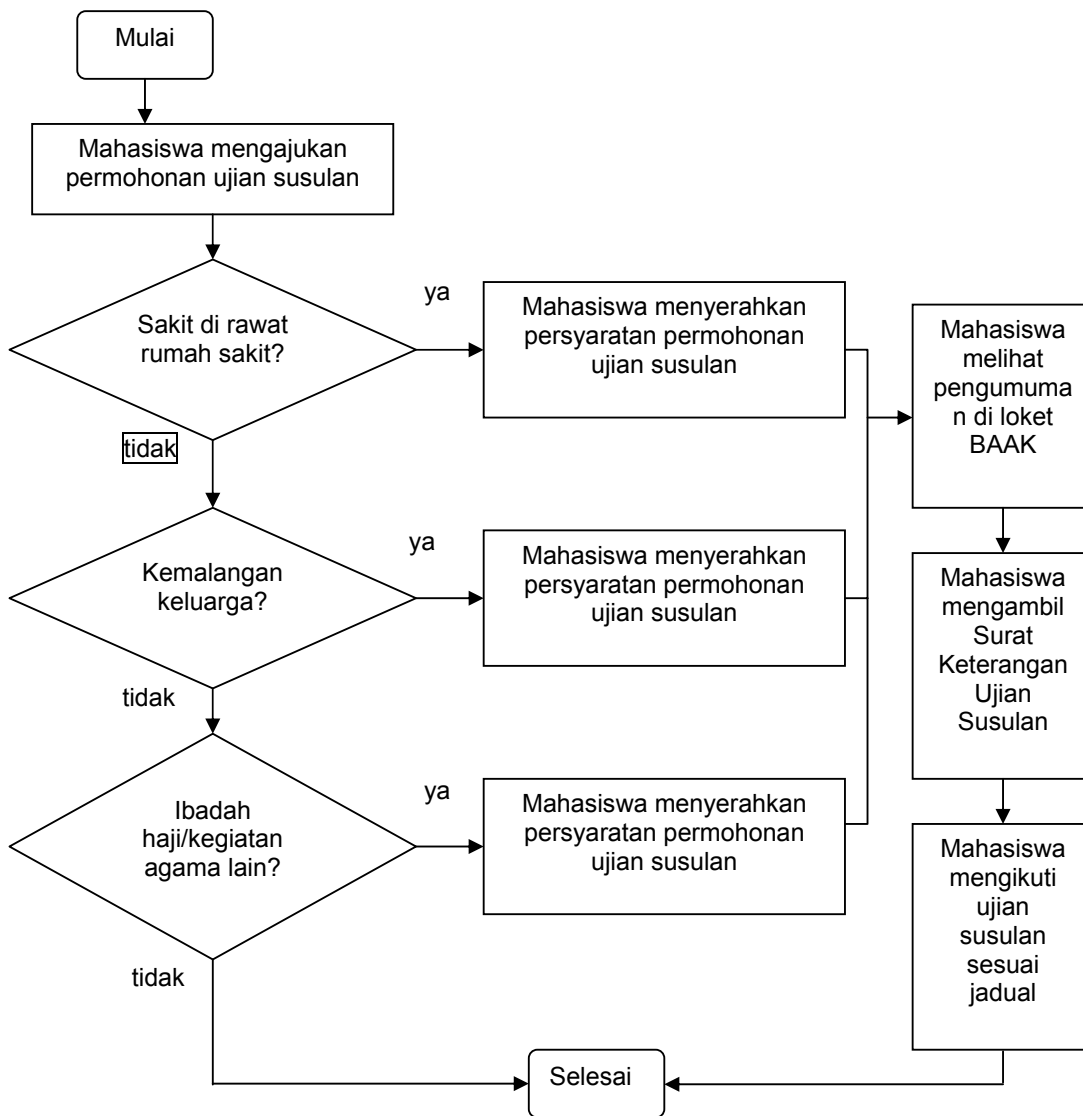 Mulai
Mahasiswa mengajukan
permohonan ujian susulan
Sakit di rawat
rumah sakit?
ya
Mahasiswa menyerahkan
persyaratan permohonan
ujian susulan
tidak
Kemalangan
keluarga?
ya
Mahasiswa menyerahkan
persyaratan permohonan
ujian susulan
tidak
Ibadah
haji/kegiatan
agama lain?
ya
Mahasiswa menyerahkan
persyaratan permohonan
ujian susulan
tidak
Mahasiswa
melihat
pengumuma
n di loket
BAAK
Mahasiswa
mengambil
Surat
Keterangan
Ujian
Susulan
Mahasiswa
mengikuti
ujian
susulan
sesuai
jadual
Selesai